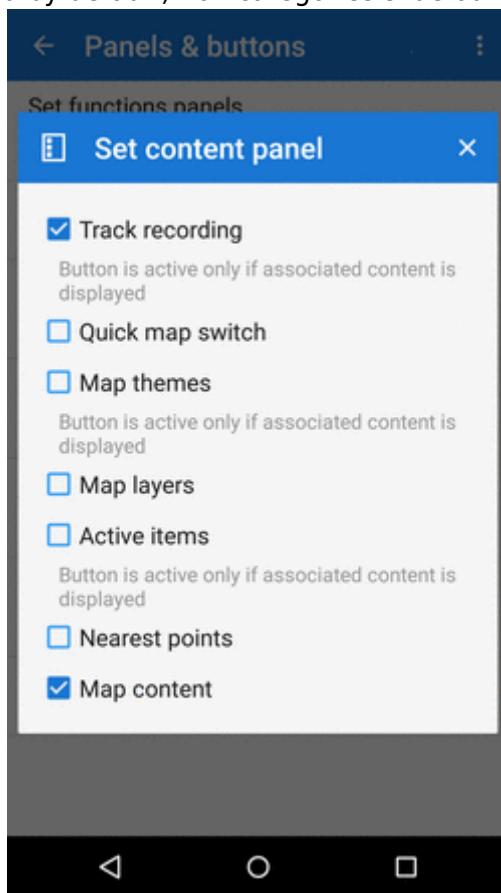 Panels & buttons
Set functions panels
Set content panel
Track recording
Button is active only if associated content is
displayed
Quick map switch
Map themes
Button is active only if associated content is
displayed
Map layers
Active items
Button is active only if associated content is
displayed
Nearest points
Map content